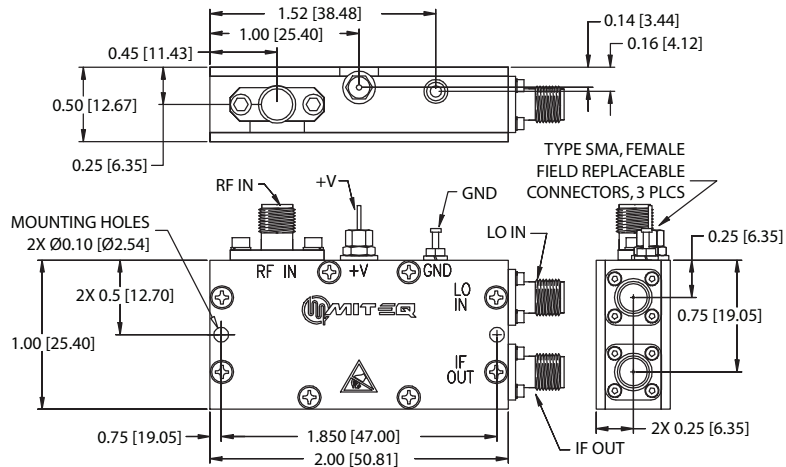 1.52 [38.48]
1.00 [25.40]
0.45 [11.43]
0.14 [3.44]
0.16 [4.12]
0.50 [12.67]
0.25 [6.35]
TYPE SMA, FEMALE
FIELD REPLACEABLE
CONNECTORS, 3 PLCS
RF IN
+V
GND
LO IN
MOUNTING HOLES
2X Ø0.10 [Ø2.54]
0.25 [6.35]
RF IN
+V
GND
2X 0.5 [12.70]
LO
IN
MITEQ
0.75 [19.05]
1.00 [25.40]
IF
OUT
0.75 [19.05]
1.850 [47.00]
2.00 [50.81]
IF OUT
2X 0.25 [6.35]